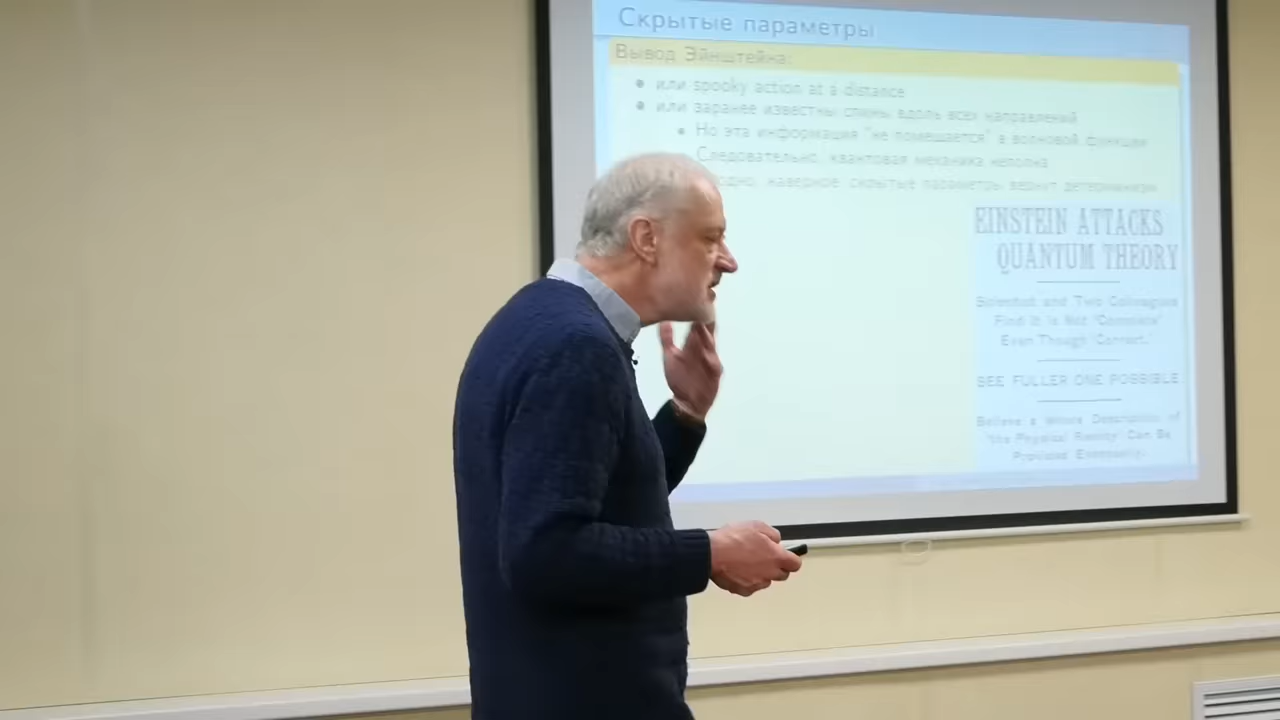 Скрытые параметры
Вывод Эйнштейна:
или spooky action at a distance
или заранее известны спины вдоль всех направлений
Но эта информация "не помещается" в волновой функции
Следовательно, квантовая механика неполна
наверное скрытые параметры вернут детерминизм
EINSTEIN ATTACKS
QUANTUM THEORY
Scientist and Two Colleagues
Find It Is Not 'Complete'
Even Though 'Correct.'
SEE FULLER ONE POSSIBLE
Believe a Whole Description of
'the Physical Reality' Can Be
Provided Eventually.